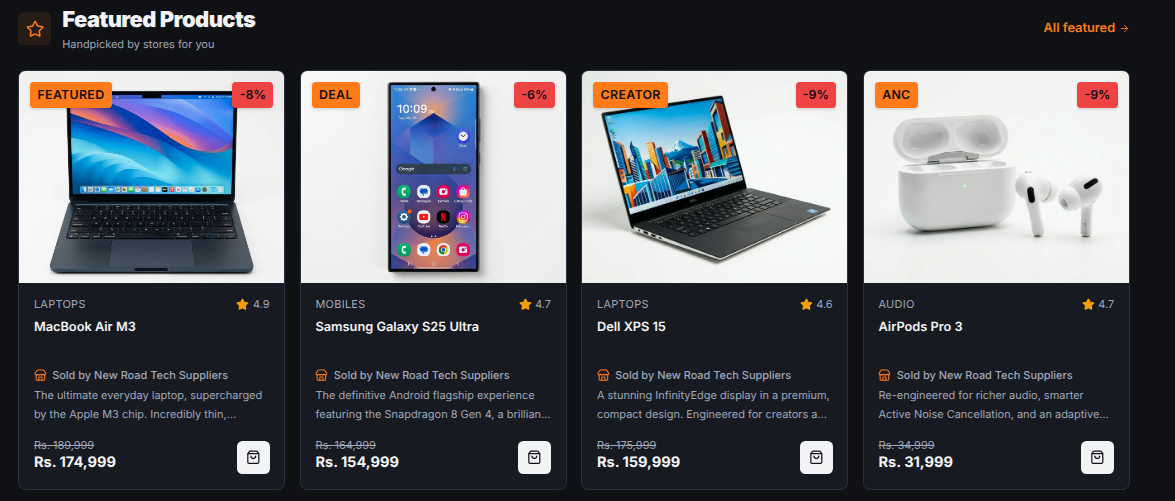 Featured Products
Handpicked by stores for you
All featured →
FEATURED
-8%
LAPTOPS
4.9
MacBook Air M3
Sold by New Road Tech Suppliers
The ultimate everyday laptop, supercharged
by the Apple M3 chip. Incredibly thin,...
Rs. 189,999
Rs. 174,999
DEAL
-6%
10:09
Google
MOBILES
4.7
Samsung Galaxy S25 Ultra
Sold by New Road Tech Suppliers
The definitive Android flagship experience
featuring the Snapdragon 8 Gen 4, a brillian...
Rs. 164,999
Rs. 154,999
CREATOR
-9%
LAPTOPS
4.6
Dell XPS 15
Sold by New Road Tech Suppliers
A stunning InfinityEdge display in a premium,
compact design. Engineered for creators a...
Rs. 175,999
Rs. 159,999
ANC
-9%
AUDIO
4.7
AirPods Pro 3
Sold by New Road Tech Suppliers
Re-engineered for richer audio, smarter
Active Noise Cancellation, and an adaptive...
Rs. 34,999
Rs. 31,999